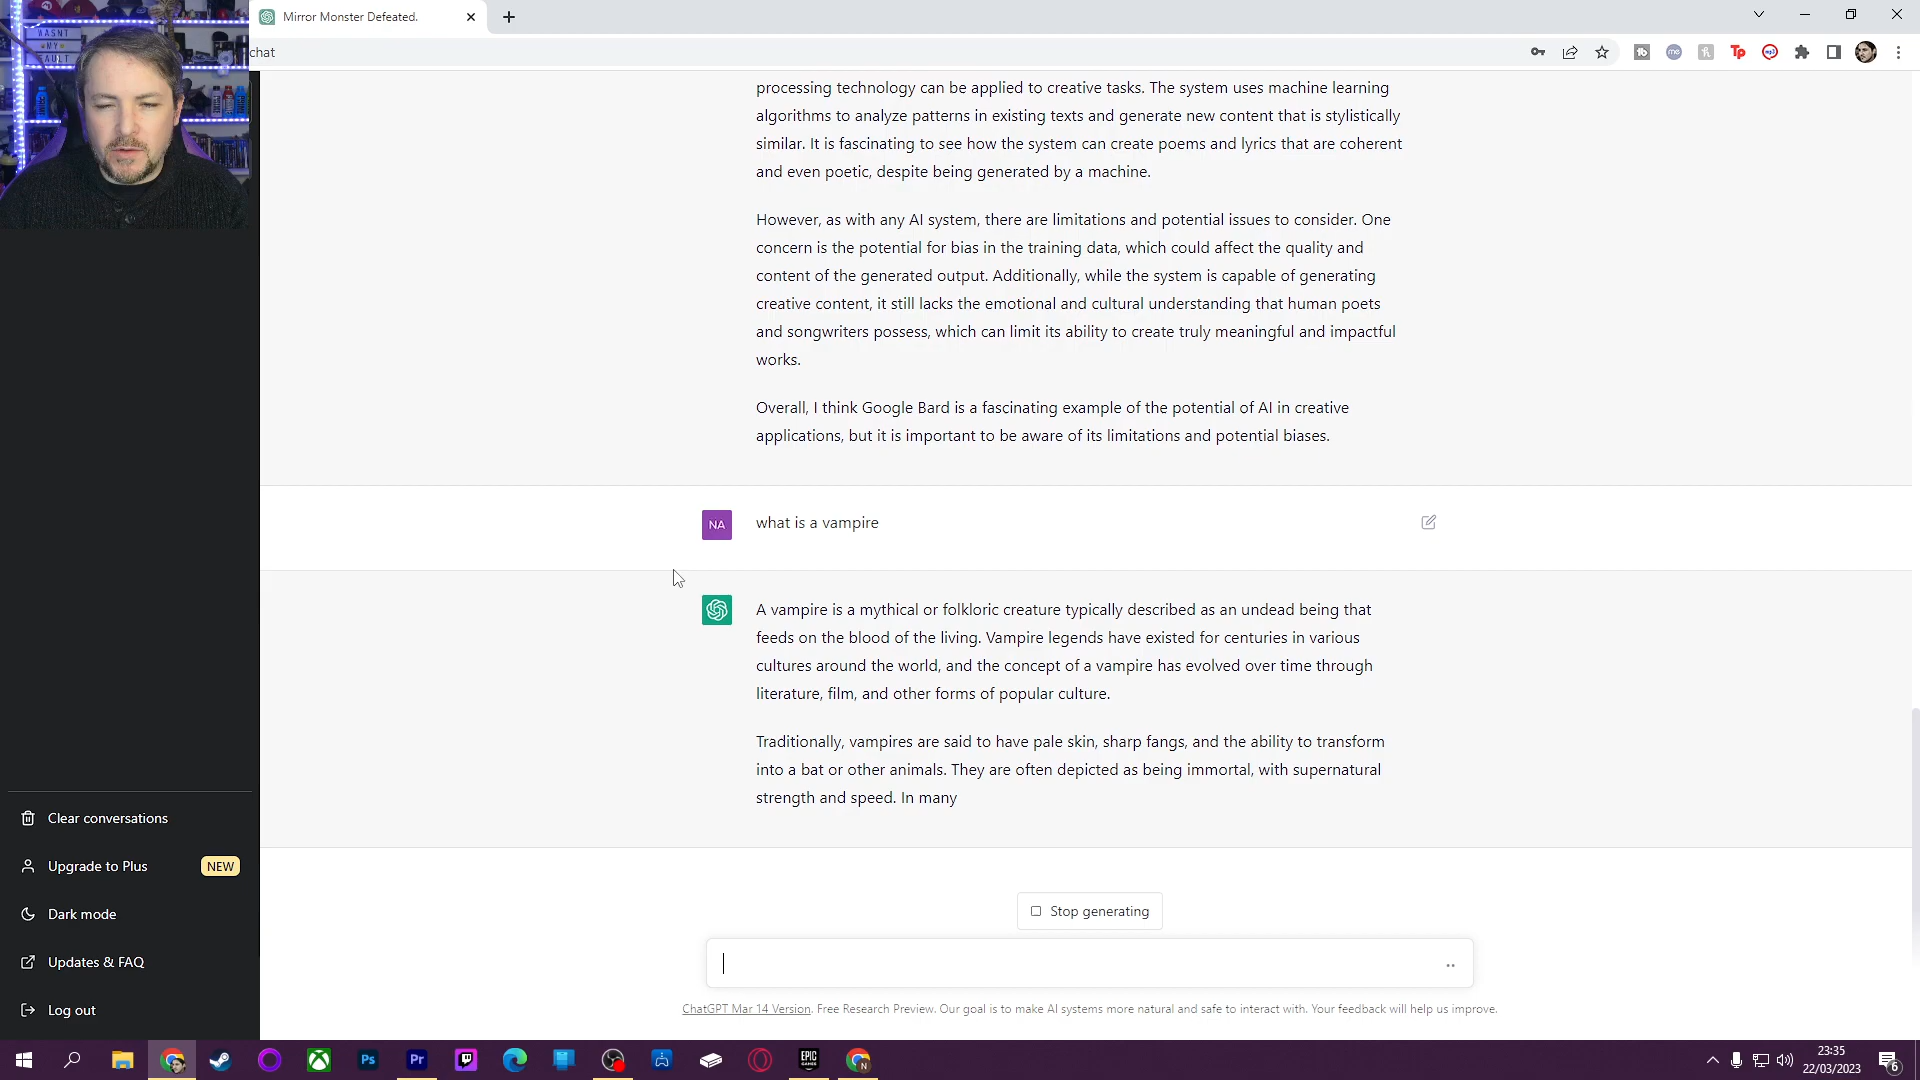 WASNT
MY
FAULT
Mirror Monster Defeated.
chat
processing technology can be applied to creative tasks. The system uses machine learning
algorithms to analyze patterns in existing texts and generate new content that is stylistically
similar. It is fascinating to see how the system can create poems and lyrics that are coherent
and even poetic, despite being generated by a machine.
However, as with any AI system, there are limitations and potential issues to consider. One
concern is the potential for bias in the training data, which could affect the quality and
content of the generated output. Additionally, while the system is capable of generating
creative content, it still lacks the emotional and cultural understanding that human poets
and songwriters possess, which can limit its ability to create truly meaningful and impactful
works.
Overall, I think Google Bard is a fascinating example of the potential of AI in creative
applications, but it is important to be aware of its limitations and potential biases.
NA
what is a vampire
A vampire is a mythical or folkloric creature typically described as an undead being that
feeds on the blood of the living. Vampire legends have existed for centuries in various
cultures around the world, and the concept of a vampire has evolved over time through
literature, film, and other forms of popular culture.
Traditionally, vampires are said to have pale skin, sharp fangs, and the ability to transform
into a bat or other animals. They are often depicted as being immortal, with supernatural
strength and speed. In many
Clear conversations
Upgrade to Plus NEW
Dark mode
Updates & FAQ
Log out
Stop generating
ChatGPT Mar 14 Version. Free Research Preview. Our goal is to make AI systems more natural and safe to interact with. Your feedback will help us improve.
Ps
Pr
EPIC
GAMES
N
23:35
22/03/2023
6